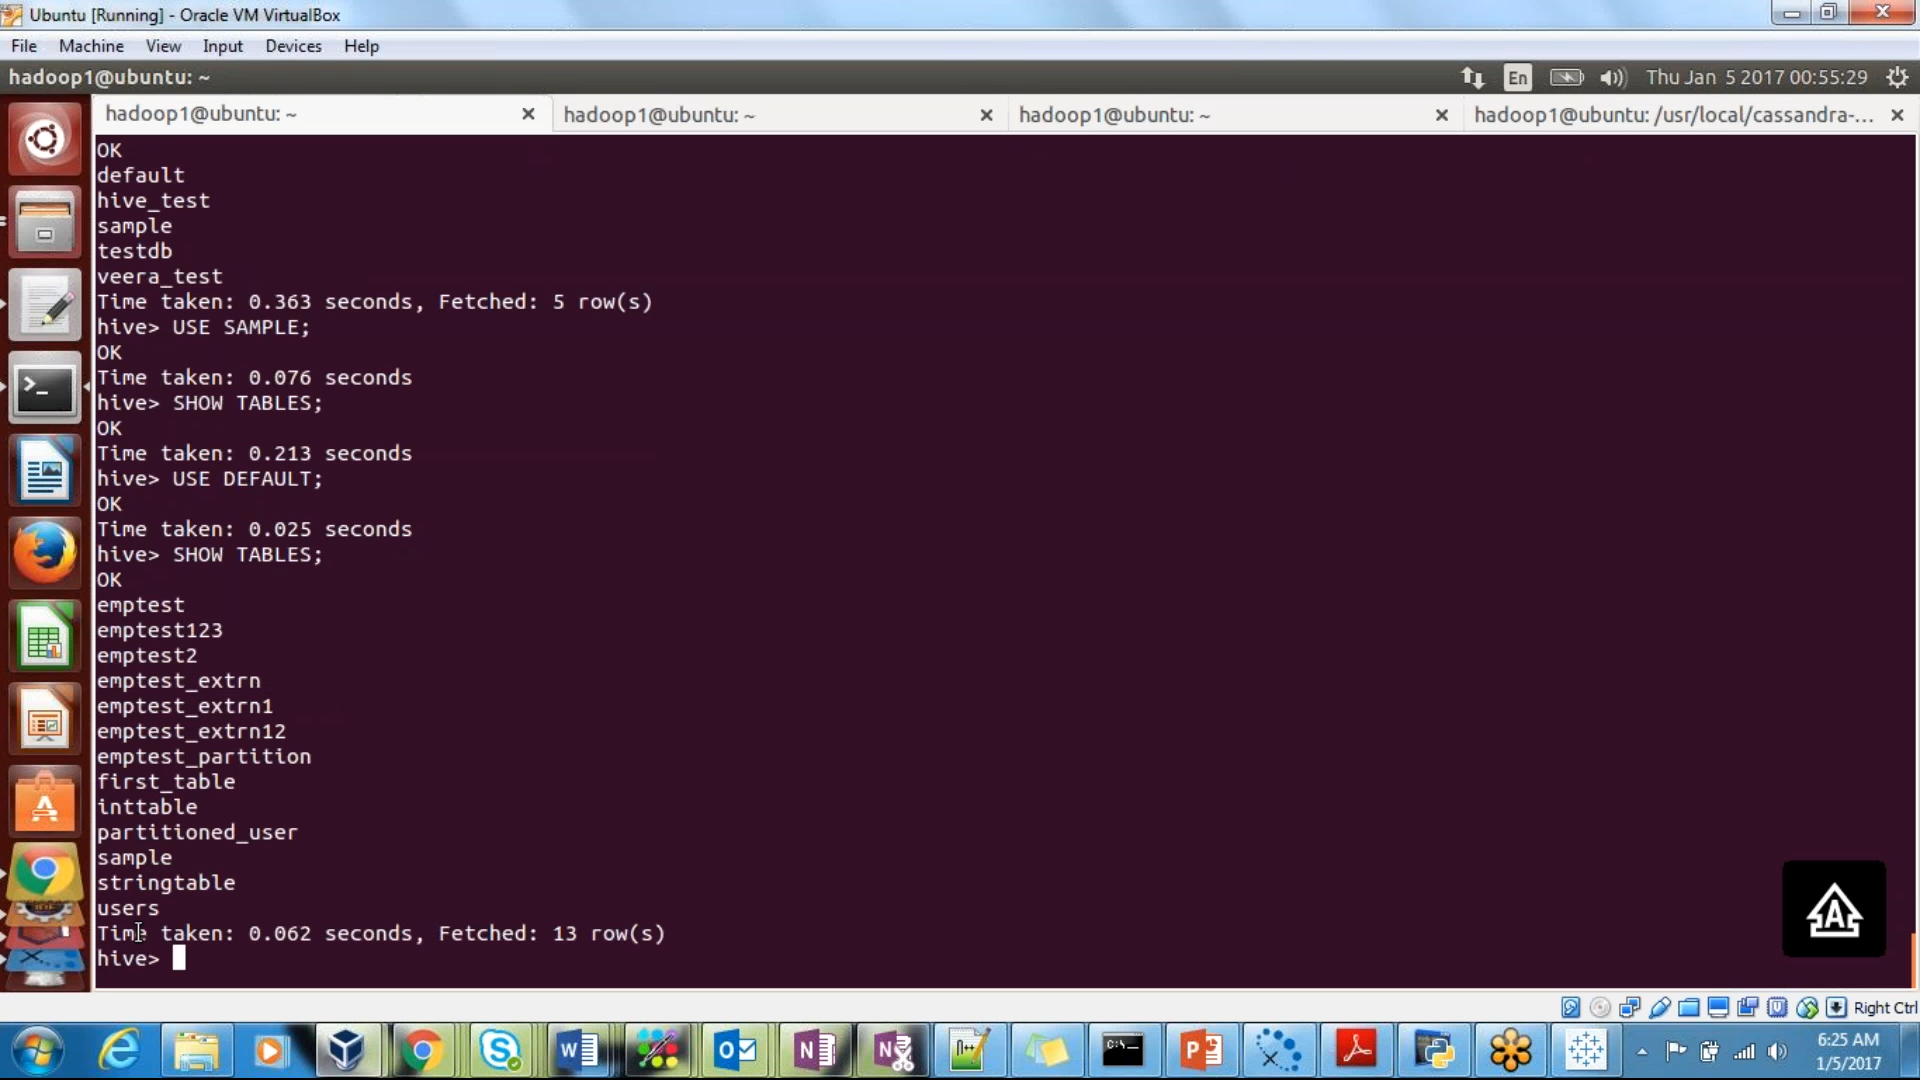 Ubuntu [Running] - Oracle VM VirtualBox
File Machine View Input Devices Help
hadoop1@ubuntu: ~
En
Thu Jan 5 2017 00:55:29
hadoop1@ubuntu: ~
hadoop1@ubuntu: ~
hadoop1@ubuntu: ~
hadoop1@ubuntu: /usr/local/cassandra-...
OK
default
hive_test
sample
testdb
veera_test
Time taken: 0.363 seconds, Fetched: 5 row(s)
hive> USE SAMPLE;
OK
Time taken: 0.076 seconds
hive> SHOW TABLES;
OK
Time taken: 0.213 seconds
hive> USE DEFAULT;
OK
Time taken: 0.025 seconds
hive> SHOW TABLES;
OK
emptest
emptest123
emptest2
emptest_extrn
emptest_extrn1
emptest_extrn12
emptest_partition
first_table
inttable
partitioned_user
sample
stringtable
users
Time taken: 0.062 seconds, Fetched: 13 row(s)
hive>
A
Right Ctrl
6:25 AM
1/5/2017